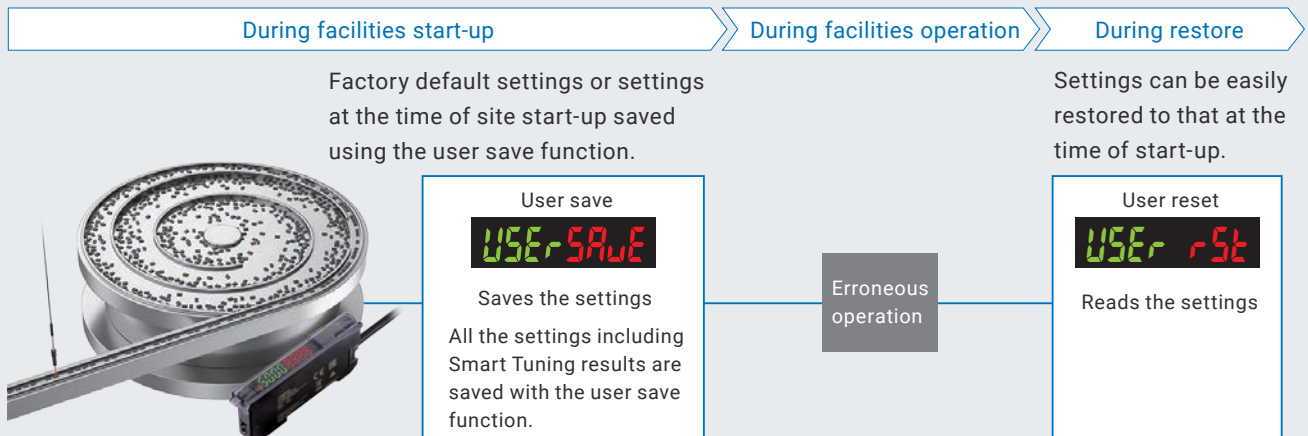 During facilities start-up
During facilities operation
During restore
Factory default settings or settings
at the time of site start-up saved
using the user save function.
User save
USEr SAvE
Saves the settings
All the settings including
Smart Tuning results are
saved with the user save
function.
Erroneous
operation
Settings can be easily
restored to that at the
time of start-up.
User reset
USEr rSt
Reads the settings